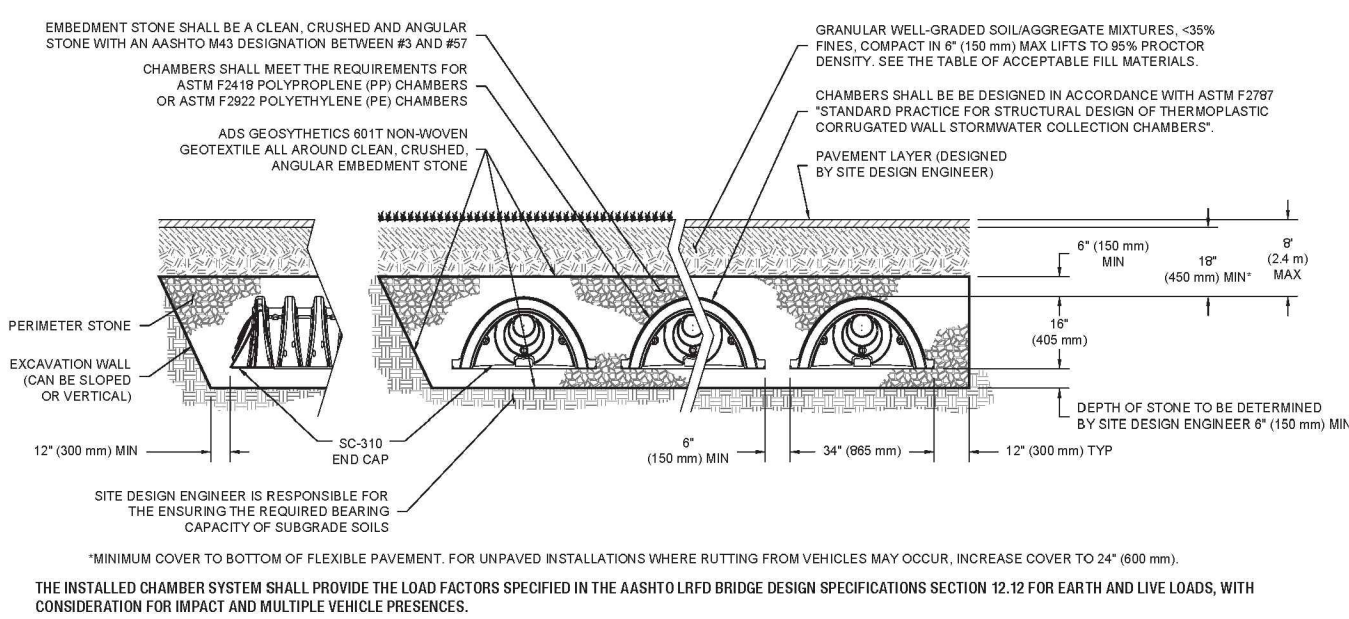 EMBEDMENT STONE SHALL BE A CLEAN, CRUSHED AND ANGULAR
STONE WITH AN AASHTO M43 DESIGNATION BETWEEN #3 AND #57
CHAMBERS SHALL MEET THE REQUIREMENTS FOR
ASTM F2418 POLYPROPLENE (PP) CHAMBERS
OR ASTM F2922 POLYETHYLENE (PE) CHAMBERS
ADS GEOSYTHETICS 601T NON-WOVEN
GEOTEXTILE ALL AROUND CLEAN, CRUSHED,
ANGULAR EMBEDMENT STONE
GRANULAR WELL-GRADED SOIL/AGGREGATE MIXTURES, <35%
FINES, COMPACT IN 6" (150 mm) MAX LIFTS TO 95% PROCTOR
DENSITY. SEE THE TABLE OF ACCEPTABLE FILL MATERIALS.
CHAMBERS SHALL BE BE DESIGNED IN ACCORDANCE WITH ASTM F2787
"STANDARD PRACTICE FOR STRUCTURAL DESIGN OF THERMOPLASTIC
CORRUGATED WALL STORMWATER COLLECTION CHAMBERS".
PAVEMENT LAYER (DESIGNED
BY SITE DESIGN ENGINEER)
6" (150 mm)
MIN
18"
(450 mm) MIN*
8'
(2.4 m)
MAX
PERIMETER STONE
EXCAVATION WALL
(CAN BE SLOPED
OR VERTICAL)
16"
(405 mm)
DEPTH OF STONE TO BE DETERMINED
BY SITE DESIGN ENGINEER 6" (150 mm) MIN
12" (300 mm) MIN
SC-310
END CAP
6"
(150 mm) MIN
34" (865 mm)
12" (300 mm) TYP
SITE DESIGN ENGINEER IS RESPONSIBLE FOR
THE ENSURING THE REQUIRED BEARING
CAPACITY OF SUBGRADE SOILS
*MINIMUM COVER TO BOTTOM OF FLEXIBLE PAVEMENT. FOR UNPAVED INSTALLATIONS WHERE RUTTING FROM VEHICLES MAY OCCUR, INCREASE COVER TO 24" (600 mm).
THE INSTALLED CHAMBER SYSTEM SHALL PROVIDE THE LOAD FACTORS SPECIFIED IN THE AASHTO LRFD BRIDGE DESIGN SPECIFICATIONS SECTION 12.12 FOR EARTH AND LIVE LOADS, WITH
CONSIDERATION FOR IMPACT AND MULTIPLE VEHICLE PRESENCES.